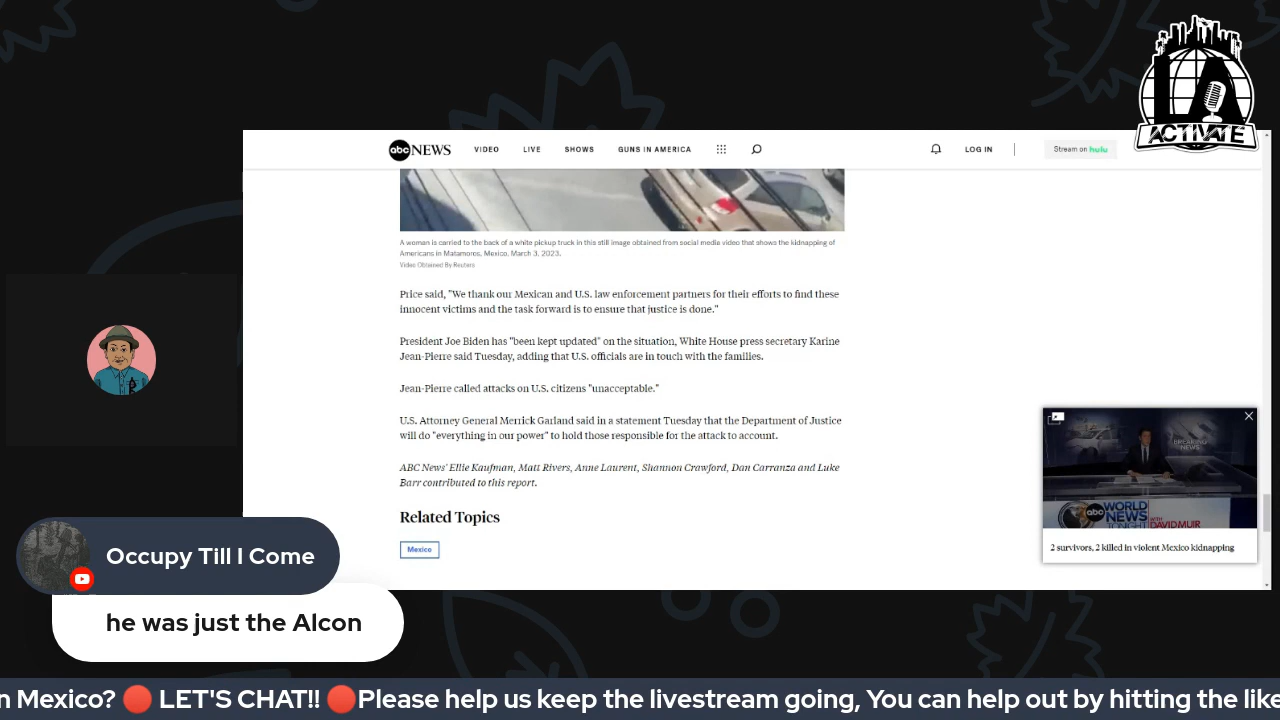 LA
ACTIVATE
abc NEWS VIDEO LIVE SHOWS GUNS IN AMERICA LOG IN Stream on hulu
A woman is carried to the back of a white pickup truck in this still image obtained from social media video that shows the kidnapping of
Americans in Matamoros, Mexico, March 3, 2023.
Video Obtained By Reuters
Price said, "We thank our Mexican and U.S. law enforcement partners for their efforts to find these
innocent victims and the task forward is to ensure that justice is done."
President Joe Biden has "been kept updated" on the situation, White House press secretary Karine
Jean-Pierre said Tuesday, adding that U.S. officials are in touch with the families.
Jean-Pierre called attacks on U.S. citizens "unacceptable."
U.S. Attorney General Merrick Garland said in a statement Tuesday that the Department of Justice
will do "everything in our power" to hold those responsible for the attack to account.
ABC News' Ellie Kaufman, Matt Rivers, Anne Laurent, Shannon Crawford, Dan Carranza and Luke
Barr contributed to this report.
Related Topics
Mexico
BREAKING
NEWS
abc WORLD
NEWS WITH
TONIGHT DAVID MUIR
2 survivors, 2 killed in violent Mexico kidnapping
Occupy Till I Come
he was just the Alcon
n Mexico? 🔴 LET'S CHAT!! 🔴Please help us keep the livestream going, You can help out by hitting the like